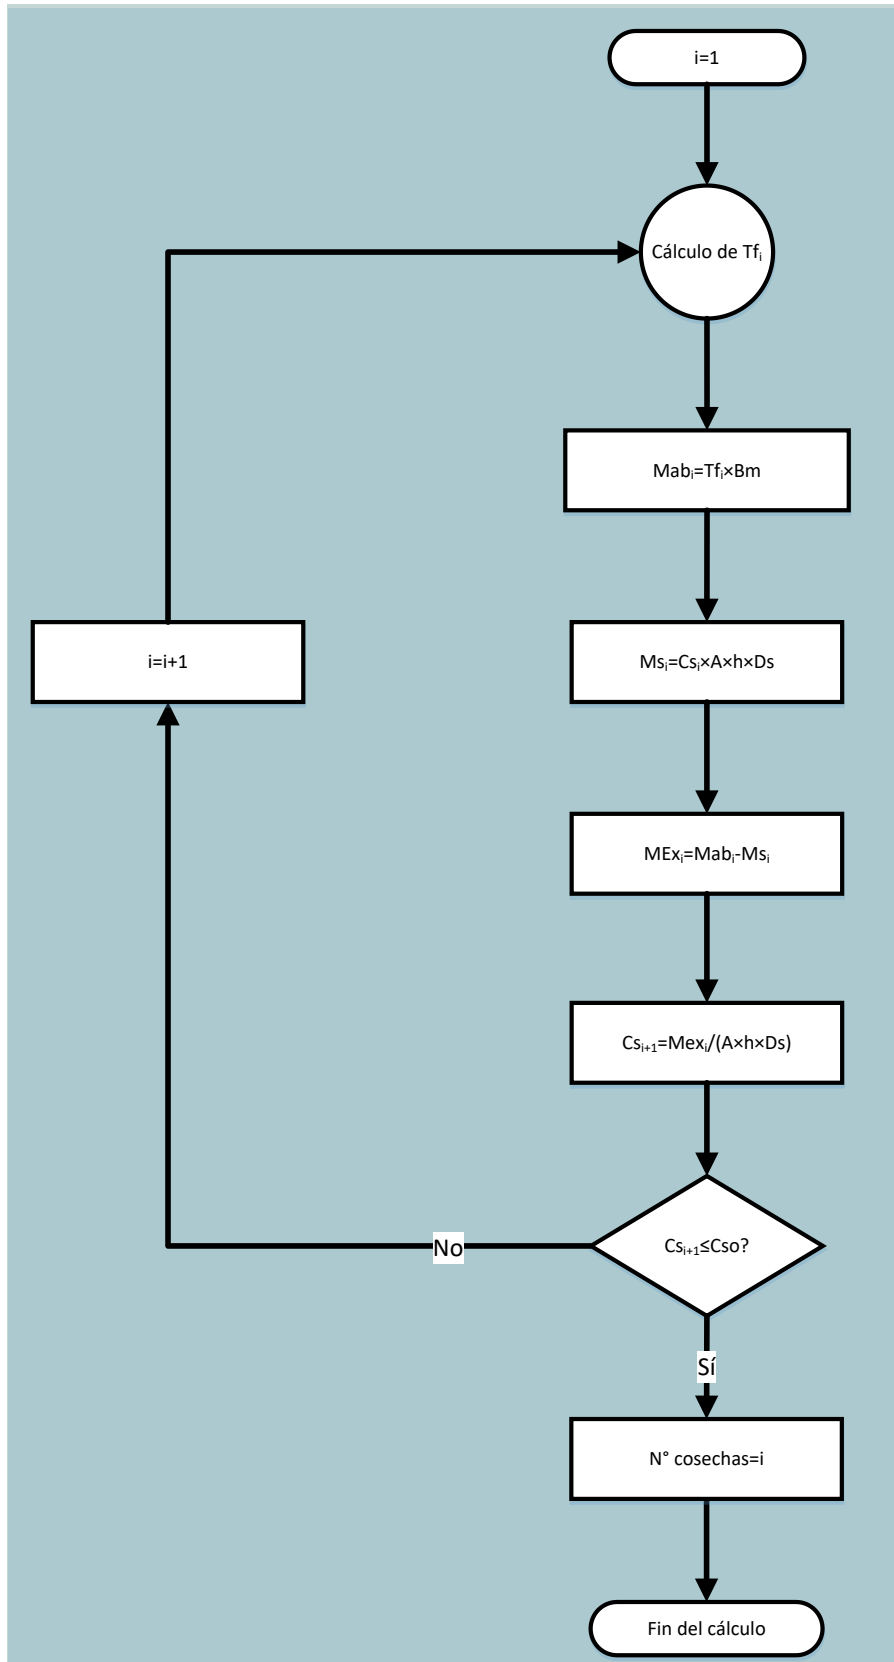 i=1
Cálculo de Tfᵢ
Mabᵢ=Tfᵢ×Bm
i=i+1
Msᵢ=Csᵢ×A×h×Ds
MExᵢ=Mabᵢ-Msᵢ
Csᵢ₊₁=Mexᵢ/(A×h×Ds)
Csᵢ₊₁≤Cso?
No
Sí
N° cosechas=i
Fin del cálculo